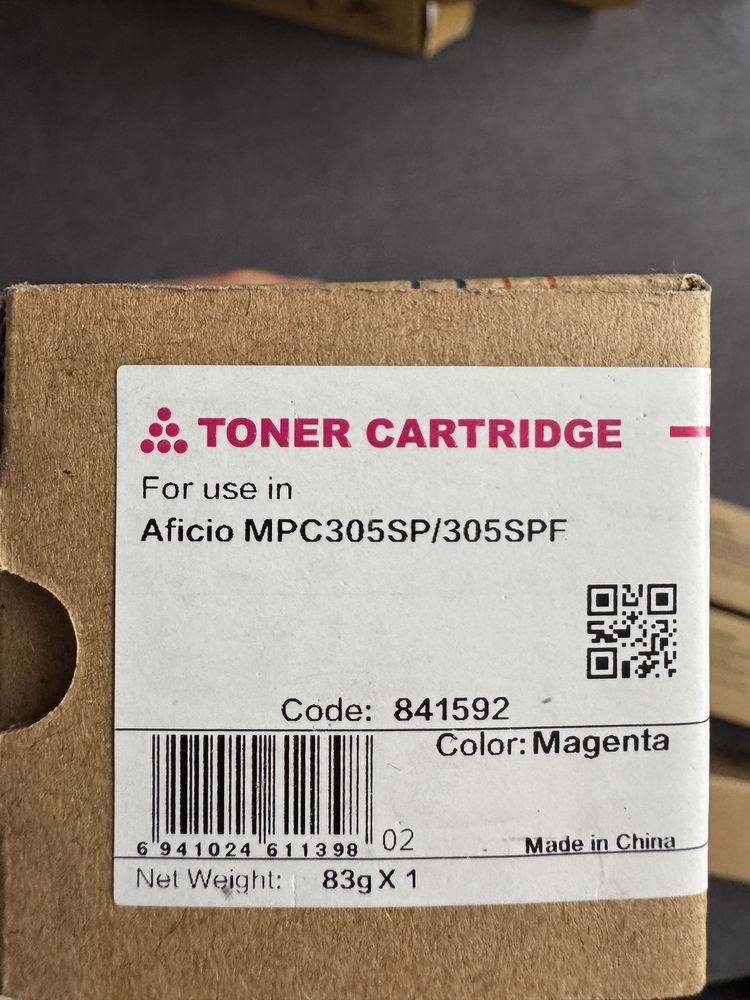 TONER CARTRIDGE
For use in
Aficio MPC305SP/305SPF
Code: 841592
Color: Magenta
6 941024 611398 02
Made in China
Net Weight: 83g X 1